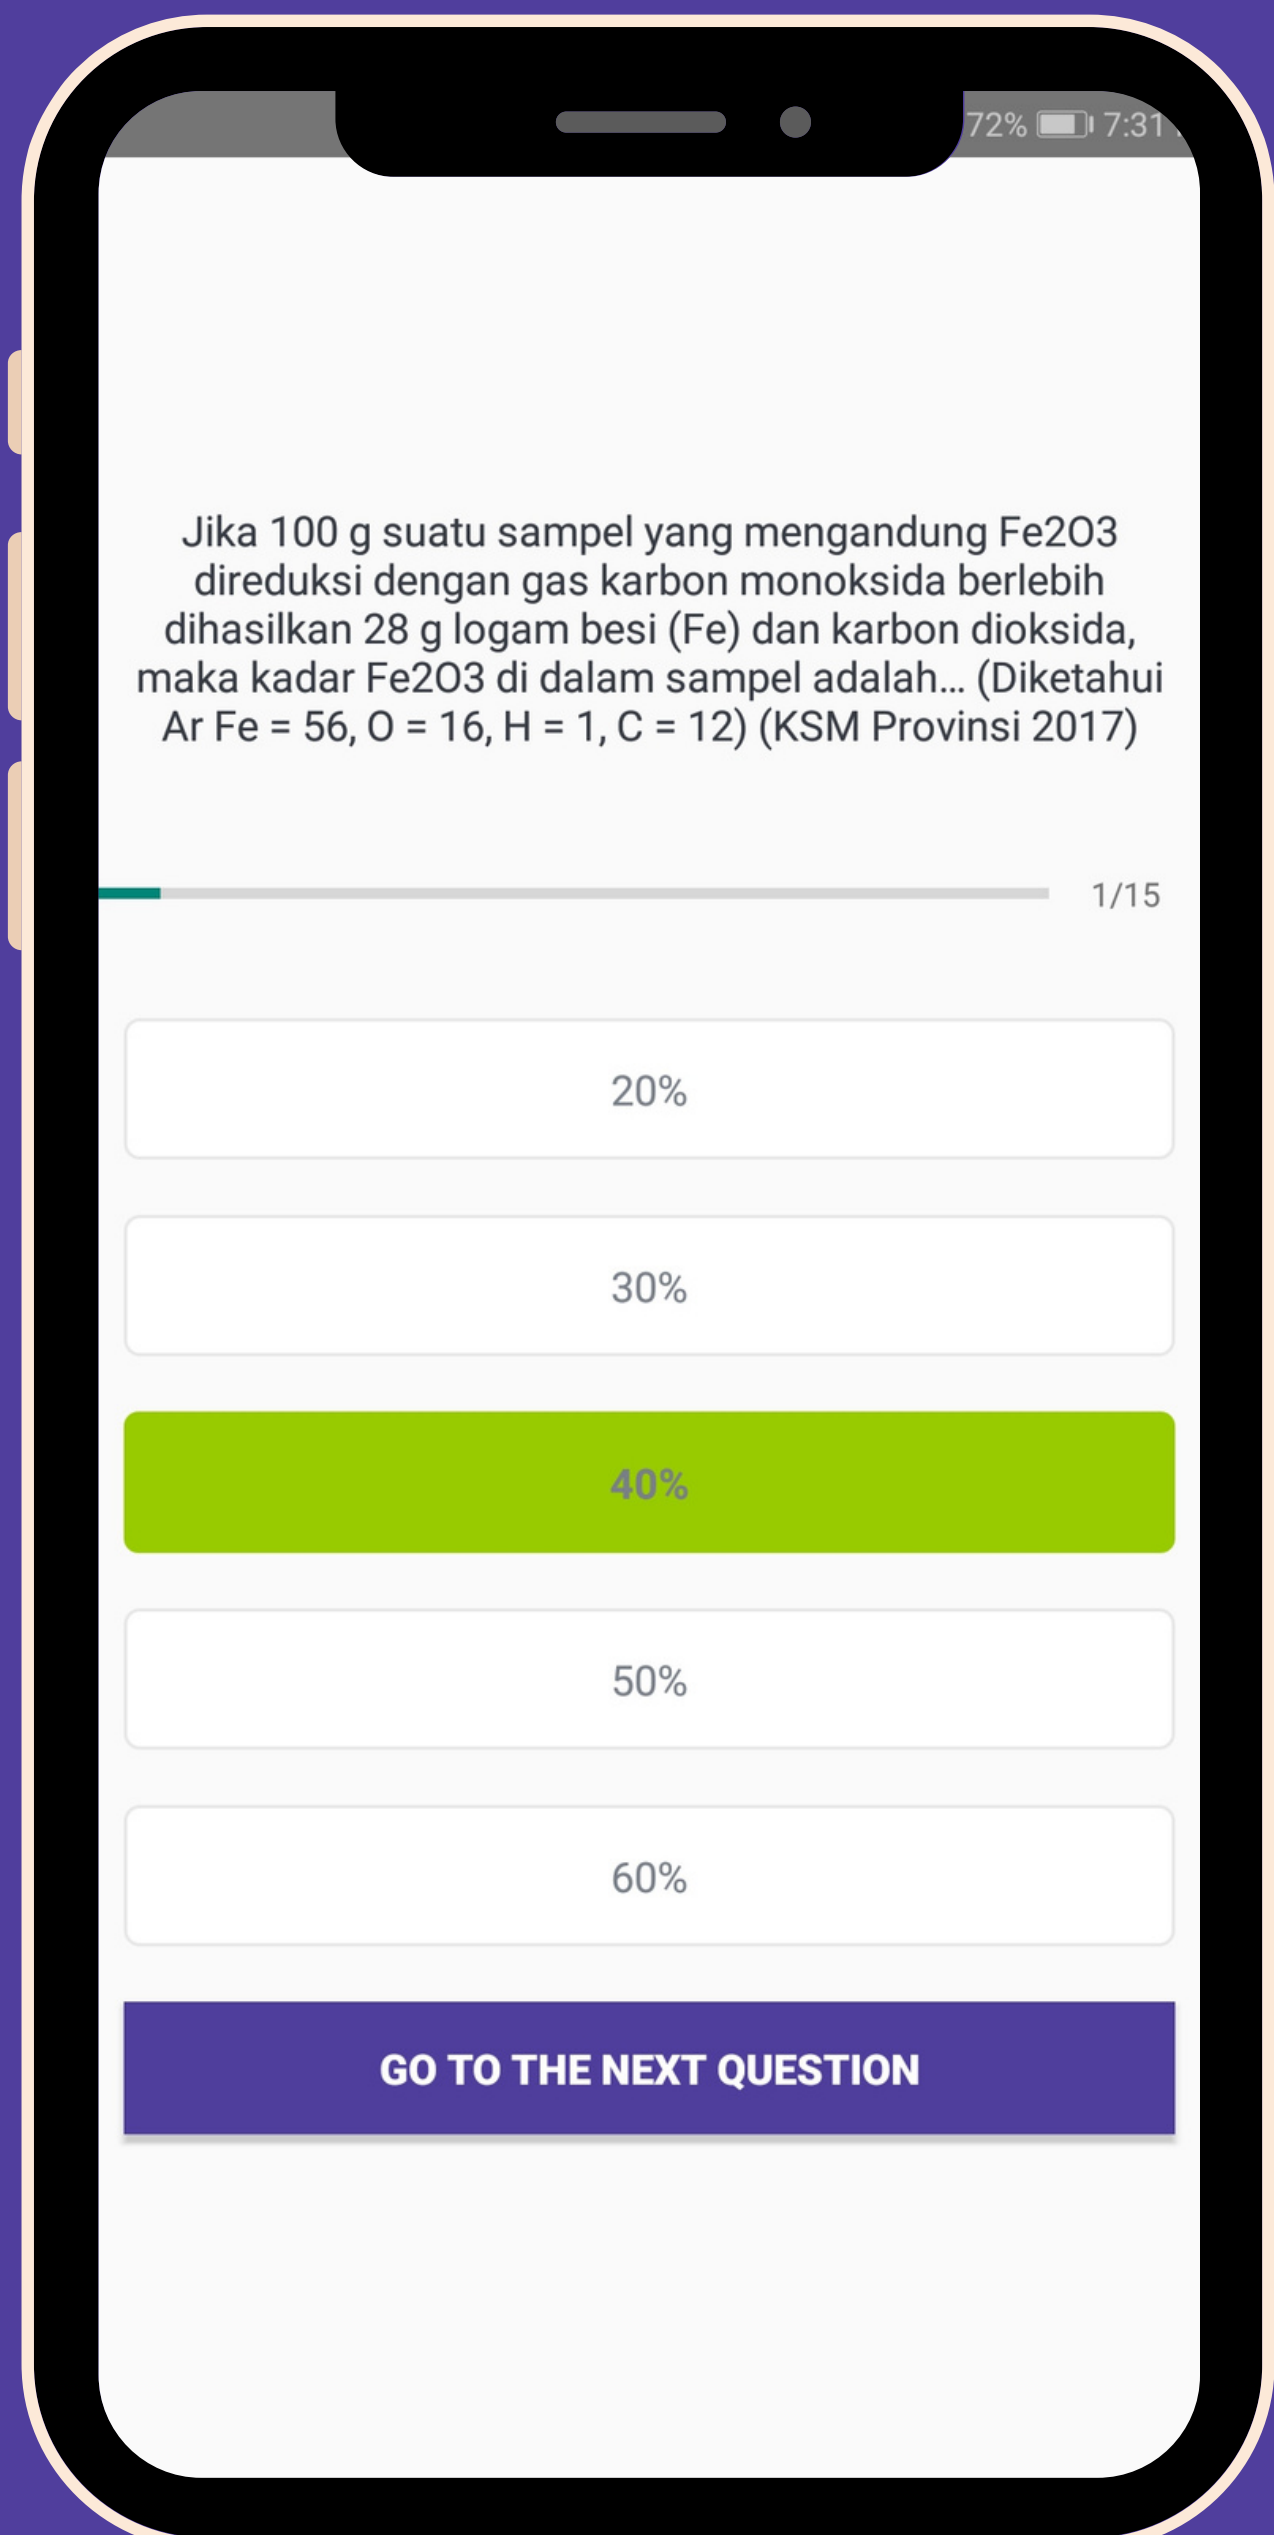 72% 7:31
Jika 100 g suatu sampel yang mengandung Fe2O3
direduksi dengan gas karbon monoksida berlebih
dihasilkan 28 g logam besi (Fe) dan karbon dioksida,
maka kadar Fe2O3 di dalam sampel adalah... (Diketahui
Ar Fe = 56, O = 16, H = 1, C = 12) (KSM Provinsi 2017)
1/15
20%
30%
40%
50%
60%
GO TO THE NEXT QUESTION